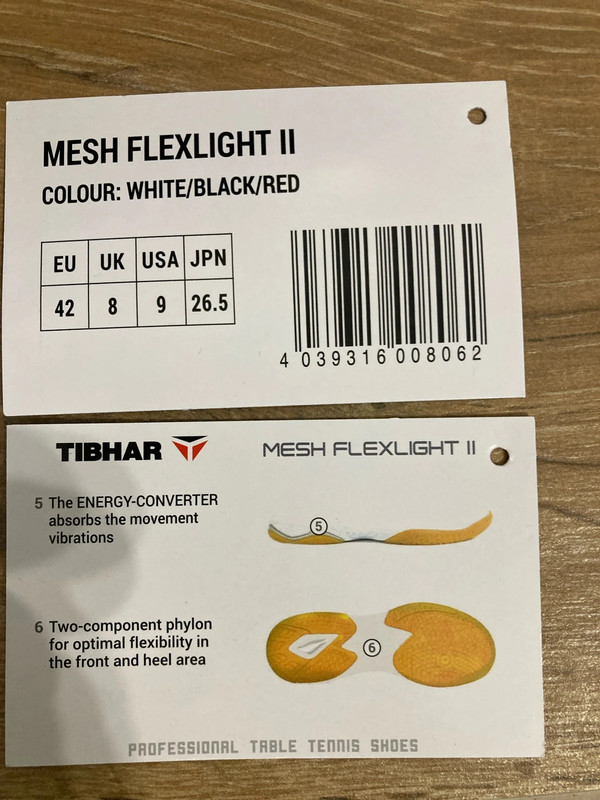 MESH FLEXLIGHT II
COLOUR: WHITE/BLACK/RED
EU UK USA JPN
42 8 9 26.5
4 039316 008062
TIBHAR MESH FLEXLIGHT II
5 The ENERGY-CONVERTER
absorbs the movement
vibrations
5
6 Two-component phylon
for optimal flexibility in
the front and heel area
6
PROFESSIONAL TABLE TENNIS SHOES